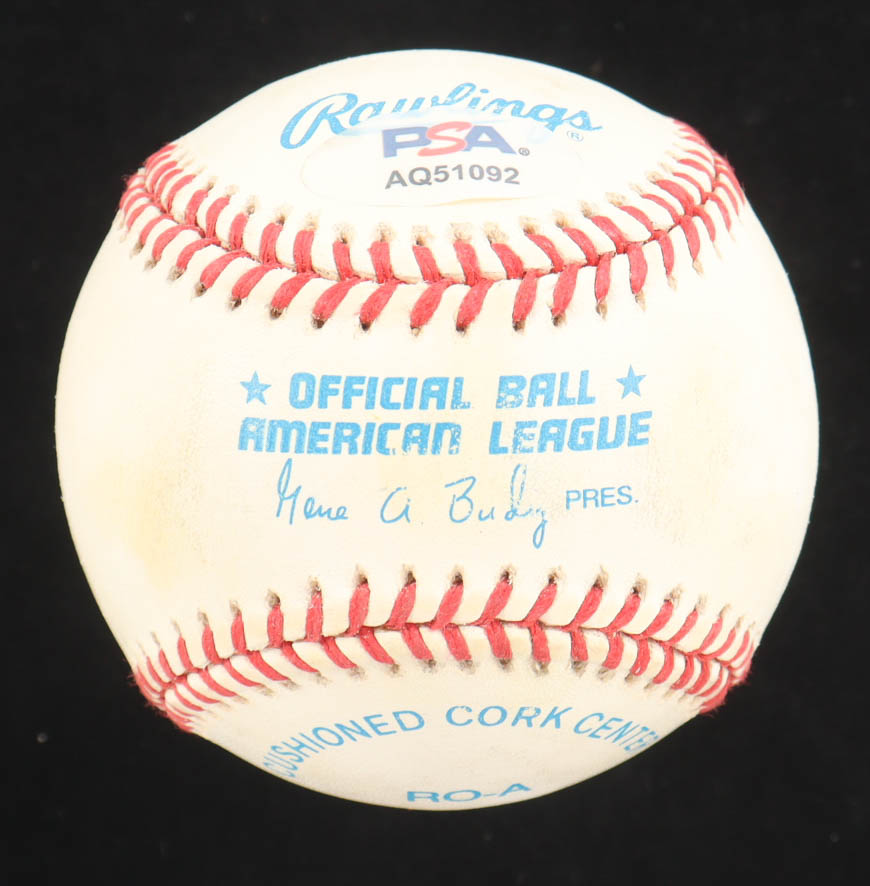 Rawlings ®
PSA®
AQ51092
★ OFFICIAL BALL ★
AMERICAN LEAGUE
Gene A Budig PRES.
CUSHIONED CORK CENTER
RO-A